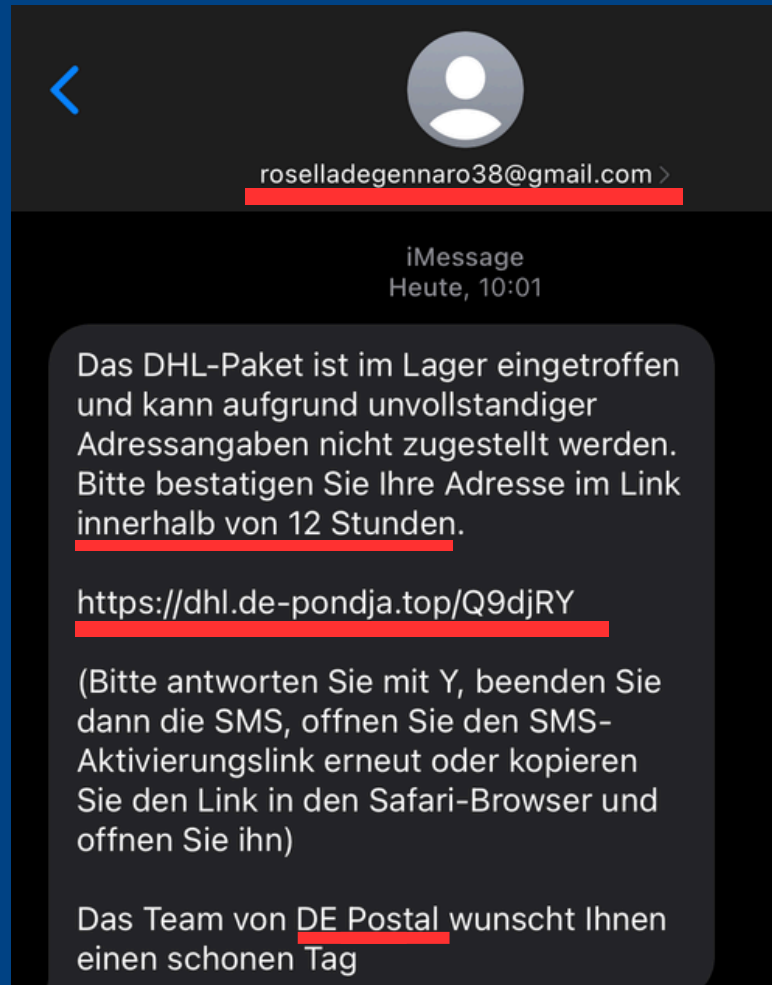 roselladegennaro38@gmail.com
iMessage
Heute, 10:01
Das DHL-Paket ist im Lager eingetroffen
und kann aufgrund unvollstandiger
Adressangaben nicht zugestellt werden.
Bitte bestatigen Sie Ihre Adresse im Link
innerhalb von 12 Stunden.
https://dhl.de-pondja.top/Q9djRY
(Bitte antworten Sie mit Y, beenden Sie
dann die SMS, offnen Sie den SMS-
Aktivierungslink erneut oder kopieren
Sie den Link in den Safari-Browser und
offnen Sie ihn)
Das Team von DE Postal wunscht Ihnen
einen schonen Tag